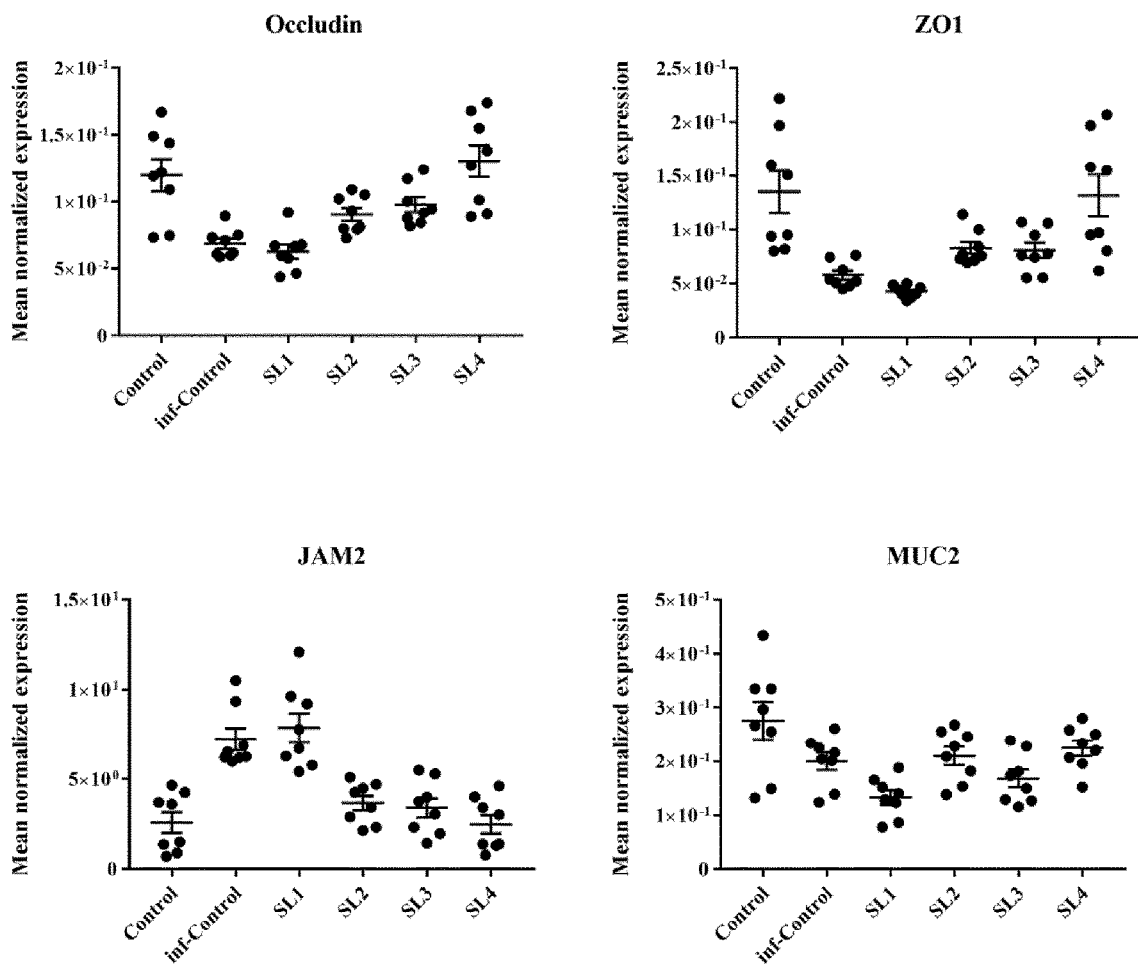 Occludin
Mean normalized expression
2×10⁻¹
1.5×10⁻¹
1×10⁻¹
5×10⁻²
0
Control
inf-Control
SL1
SL2
SL3
SL4
ZO1
Mean normalized expression
2.5×10⁻¹
2×10⁻¹
1.5×10⁻¹
1×10⁻¹
5×10⁻²
0
Control
inf-Control
SL1
SL2
SL3
SL4
JAM2
Mean normalized expression
1.5×10¹
1×10¹
5×10⁰
0
Control
inf-Control
SL1
SL2
SL3
SL4
MUC2
Mean normalized expression
5×10⁻¹
4×10⁻¹
3×10⁻¹
2×10⁻¹
1×10⁻¹
0
Control
inf-Control
SL1
SL2
SL3
SL4